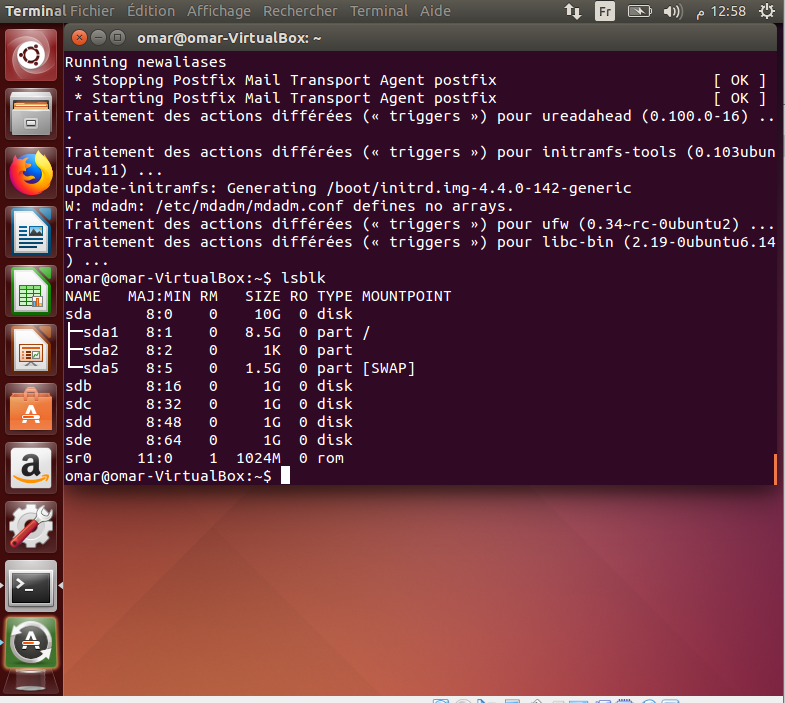 Terminal Fichier Édition Affichage Rechercher Terminal Aide Fr م 12:58
omar@omar-VirtualBox: ~
Running newaliases
 * Stopping Postfix Mail Transport Agent postfix [ OK ]
 * Starting Postfix Mail Transport Agent postfix [ OK ]
Traitement des actions différées (« triggers ») pour ureadahead (0.100.0-16) ..
.
Traitement des actions différées (« triggers ») pour initramfs-tools (0.103ubun
tu4.11) ...
update-initramfs: Generating /boot/initrd.img-4.4.0-142-generic
W: mdadm: /etc/mdadm/mdadm.conf defines no arrays.
Traitement des actions différées (« triggers ») pour ufw (0.34~rc-0ubuntu2) ...
Traitement des actions différées (« triggers ») pour libc-bin (2.19-0ubuntu6.14
) ...
omar@omar-VirtualBox:~$ lsblk
NAME   MAJ:MIN RM   SIZE RO TYPE MOUNTPOINT
sda      8:0    0    10G  0 disk
├─sda1   8:1    0   8.5G  0 part /
├─sda2   8:2    0     1K  0 part
└─sda5   8:5    0   1.5G  0 part [SWAP]
sdb      8:16   0     1G  0 disk
sdc      8:32   0     1G  0 disk
sdd      8:48   0     1G  0 disk
sde      8:64   0     1G  0 disk
sr0     11:0    1  1024M  0 rom
omar@omar-VirtualBox:~$